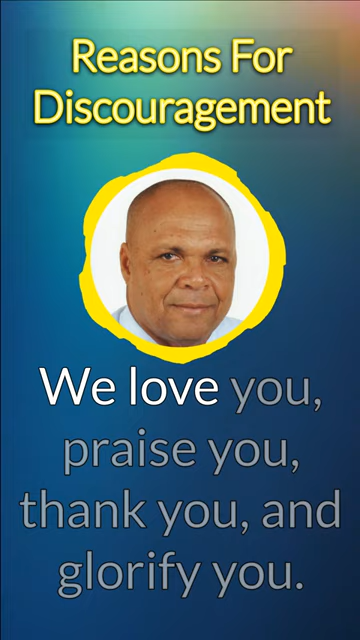 Reasons For
Discouragement
We love you,
praise you,
thank you, and
glorify you.